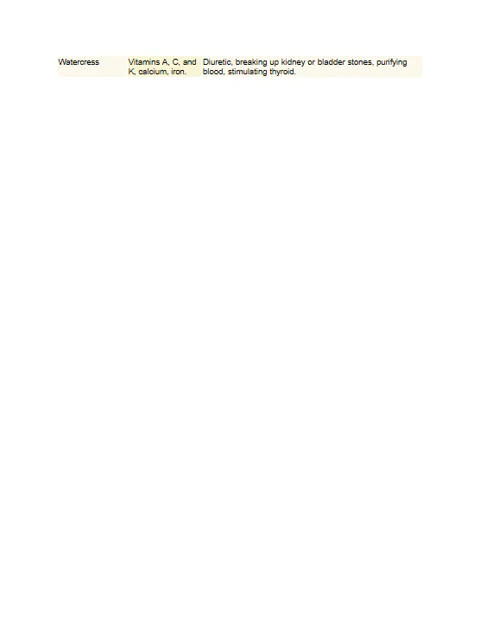 Watercress Vitamins A, C, and Diuretic, breaking up kidney or bladder stones, purifying
K, calcium, iron. blood, stimulating thyroid.